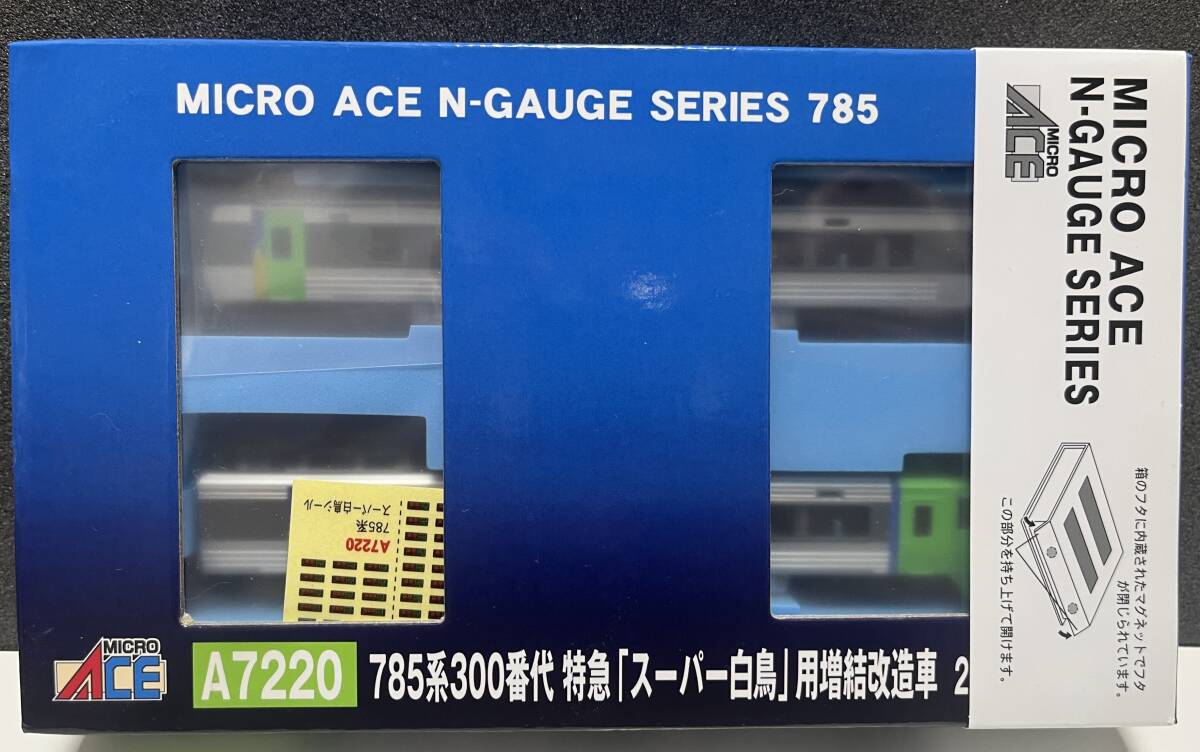 MICRO ACE N-GAUGE SERIES 785
MICRO ACE
N-GAUGE SERIES
MICRO
ACE
箱のフタに内蔵されたマグネットでフタ
が閉じられています。
この部分を持ち上げて開けます。
A7220
785系
スーパー白鳥シール
MICRO
ACE
A7220
785系300番代 特急「スーパー白鳥」用増結改造車 2